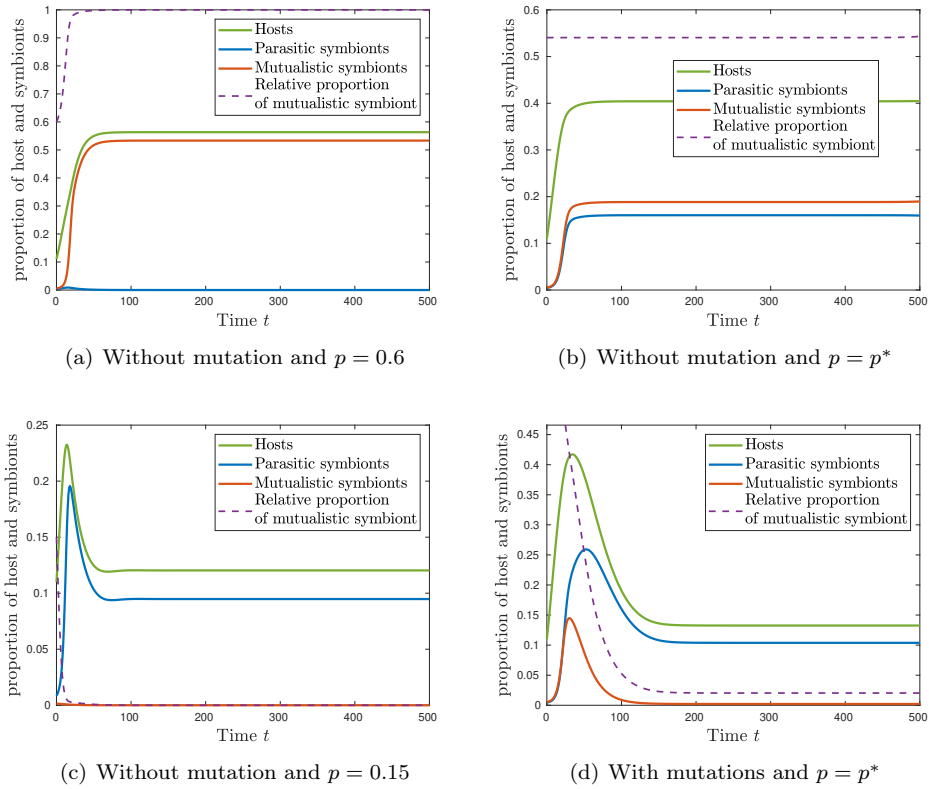 1
0.9
0.8
0.7
0.6
0.5
0.4
0.3
0.2
0.1
0
proportion of host and symbionts
Hosts
Parasitic symbionts
Mutualistic symbionts
Relative proportion
of mutualistic symbiont
0 100 200 300 400 500
Time t
(a) Without mutation and p = 0.6
0.6
0.5
0.4
0.3
0.2
0.1
0
proportion of host and symbionts
Hosts
Parasitic symbionts
Mutualistic symbionts
Relative proportion
of mutualistic symbiont
0 100 200 300 400 500
Time t
(b) Without mutation and p = p*
0.25
0.2
0.15
0.1
0.05
0
proportion of host and symbionts
Hosts
Parasitic symbionts
Mutualistic symbionts
Relative proportion
of mutualistic symbiont
0 100 200 300 400 500
Time t
(c) Without mutation and p = 0.15
0.45
0.4
0.35
0.3
0.25
0.2
0.15
0.1
0.05
0
proportion of host and symbionts
Hosts
Parasitic symbionts
Mutualistic symbionts
Relative proportion
of mutualistic symbiont
0 100 200 300 400 500
Time t
(d) With mutations and p = p*